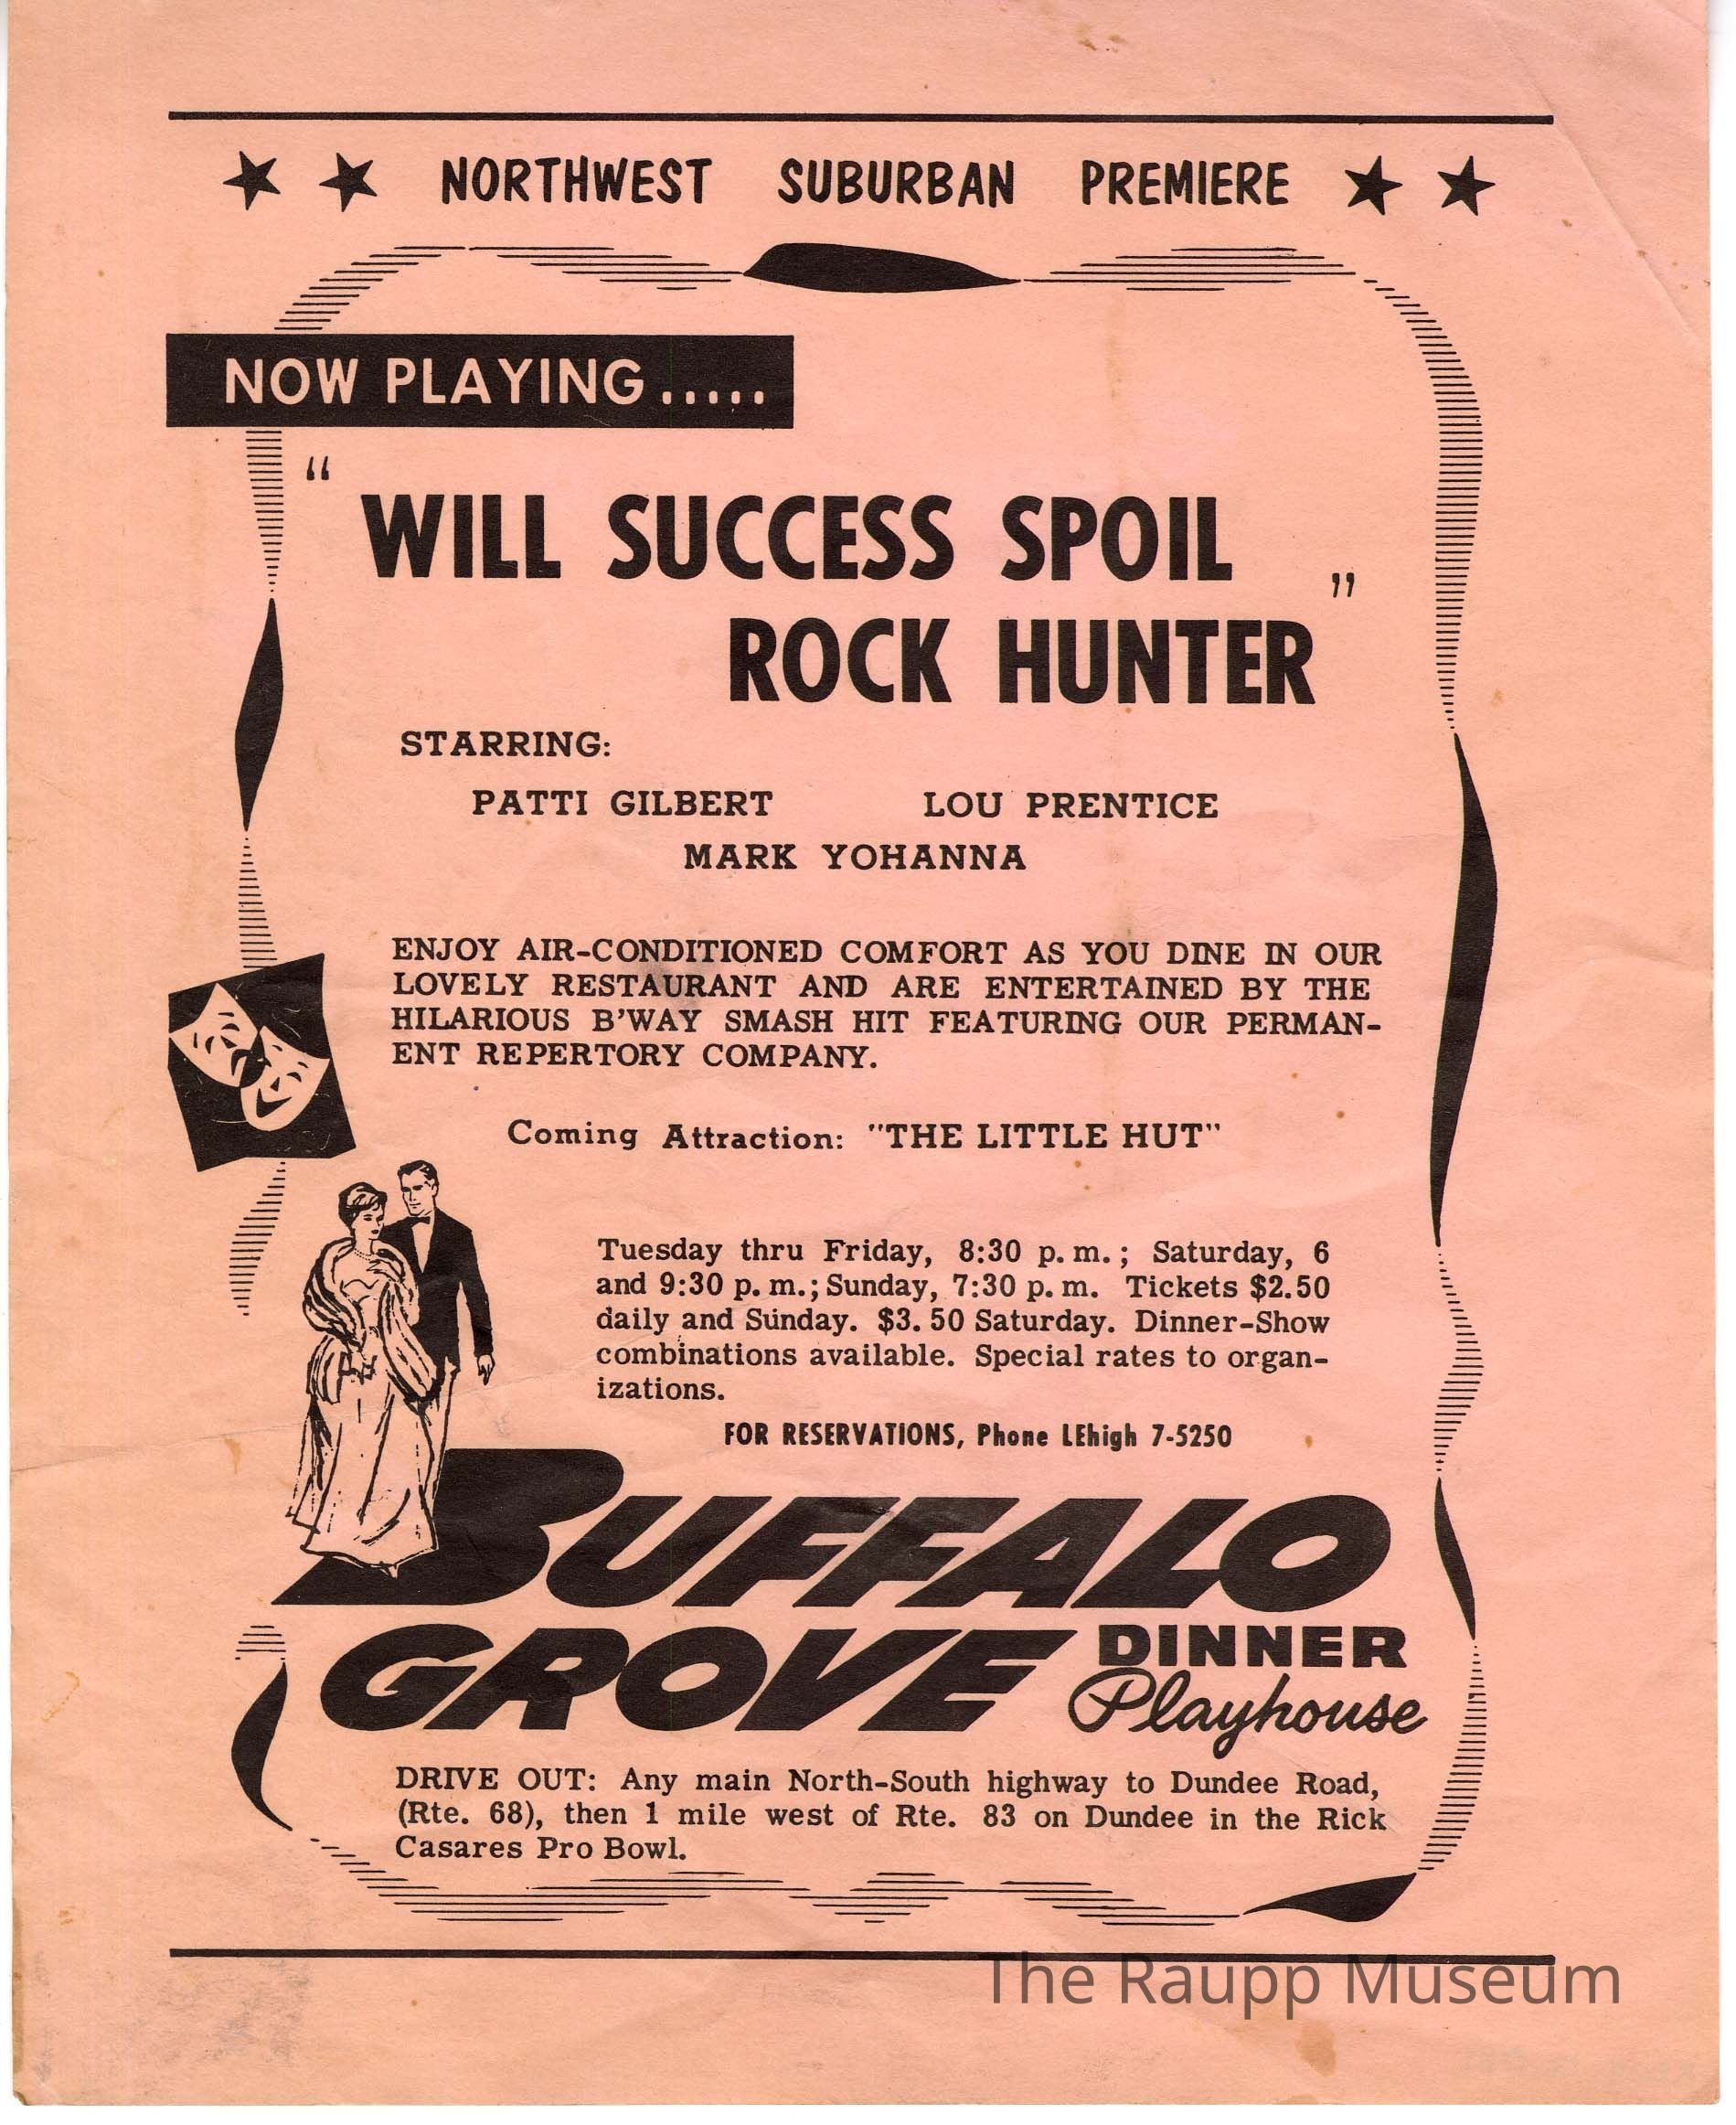 NORTHWEST SUBURBAN PREMIERE
NOW PLAYING.....
"WILL SUCCESS SPOIL
ROCK HUNTER"
STARRING:
PATTI GILBERT LOU PRENTICE
MARK YOHANNA
ENJOY AIR-CONDITIONED COMFORT AS YOU DINE IN OUR
LOVELY RESTAURANT AND ARE ENTERTAINED BY THE
HILARIOUS B'WAY SMASH HIT FEATURING OUR PERMAN-
ENT REPERTORY COMPANY.
Coming Attraction: "THE LITTLE HUT"
Tuesday thru Friday, 8:30 p.m.; Saturday, 6
and 9:30 p.m.; Sunday, 7:30 p.m. Tickets $2.50
daily and Sunday. $3.50 Saturday. Dinner-Show
combinations available. Special rates to organ-
izations.
FOR RESERVATIONS, Phone LEhigh 7-5250
BUFFALO
GROVE DINNER
Playhouse
DRIVE OUT: Any main North-South highway to Dundee Road,
(Rte. 68), then 1 mile west of Rte. 83 on Dundee in the Rick
Casares Pro Bowl.
The Raupp Museum